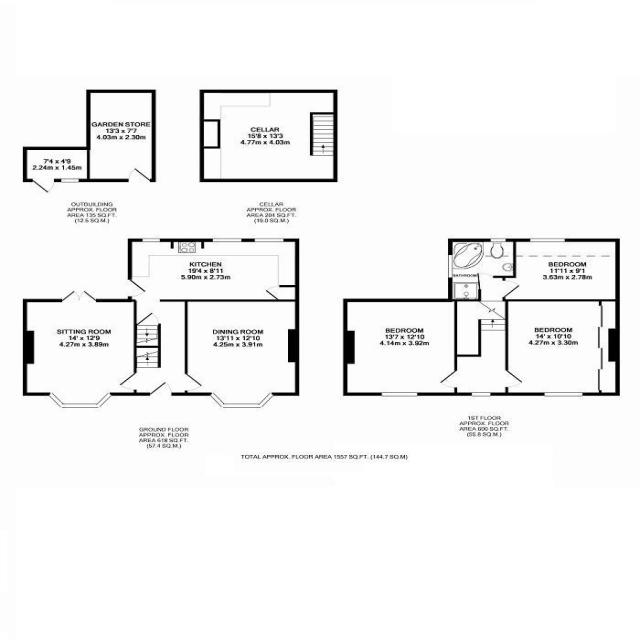 GARDEN STORE
13'3 x 7'7
4.03m x 2.30m
7'4 x 4'9
2.24m x 1.45m
OUTBUILDING
APPROX. FLOOR
AREA 135 SQ.FT.
(12.5 SQ.M.)
CELLAR
15'8 x 13'3
4.77m x 4.03m
CELLAR
APPROX. FLOOR
AREA 204 SQ.FT.
(19.0 SQ.M.)
KITCHEN
19'4 x 8'11
5.90m x 2.73m
SITTING ROOM
14' x 12'9
4.27m x 3.89m
DINING ROOM
13'11 x 12'10
4.25m x 3.91m
GROUND FLOOR
APPROX. FLOOR
AREA 618 SQ.FT.
(57.4 SQ.M.)
BATHROOM
BEDROOM
11'11 x 9'1
3.63m x 2.78m
BEDROOM
13'7 x 12'10
4.14m x 3.92m
BEDROOM
14' x 10'10
4.27m x 3.30m
1ST FLOOR
APPROX. FLOOR
AREA 600 SQ.FT.
(55.8 SQ.M.)
TOTAL APPROX. FLOOR AREA 1557 SQ.FT. (144.7 SQ.M)